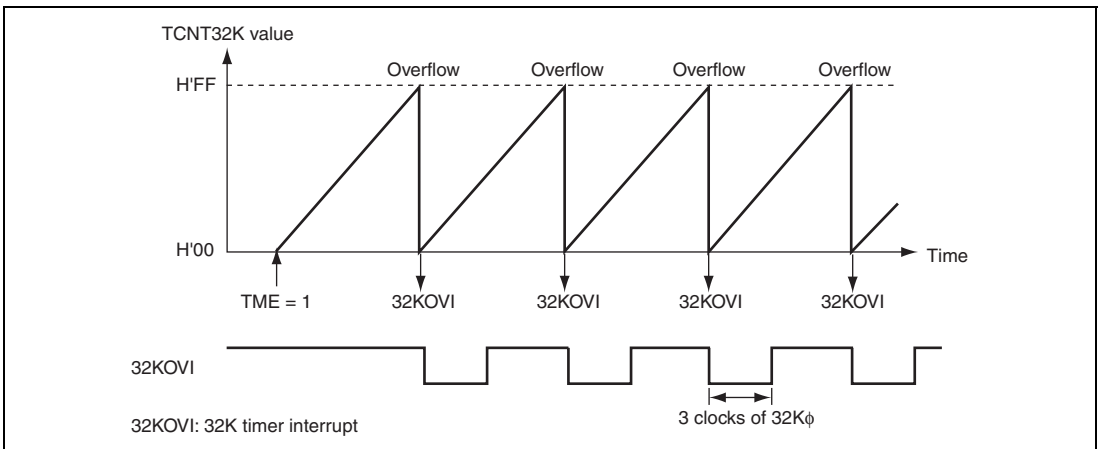 TCNT32K value
Overflow Overflow Overflow Overflow
H'FF
H'00
Time
TME = 1 32KOVI 32KOVI 32KOVI 32KOVI
32KOVI
3 clocks of 32Kϕ
32KOVI: 32K timer interrupt